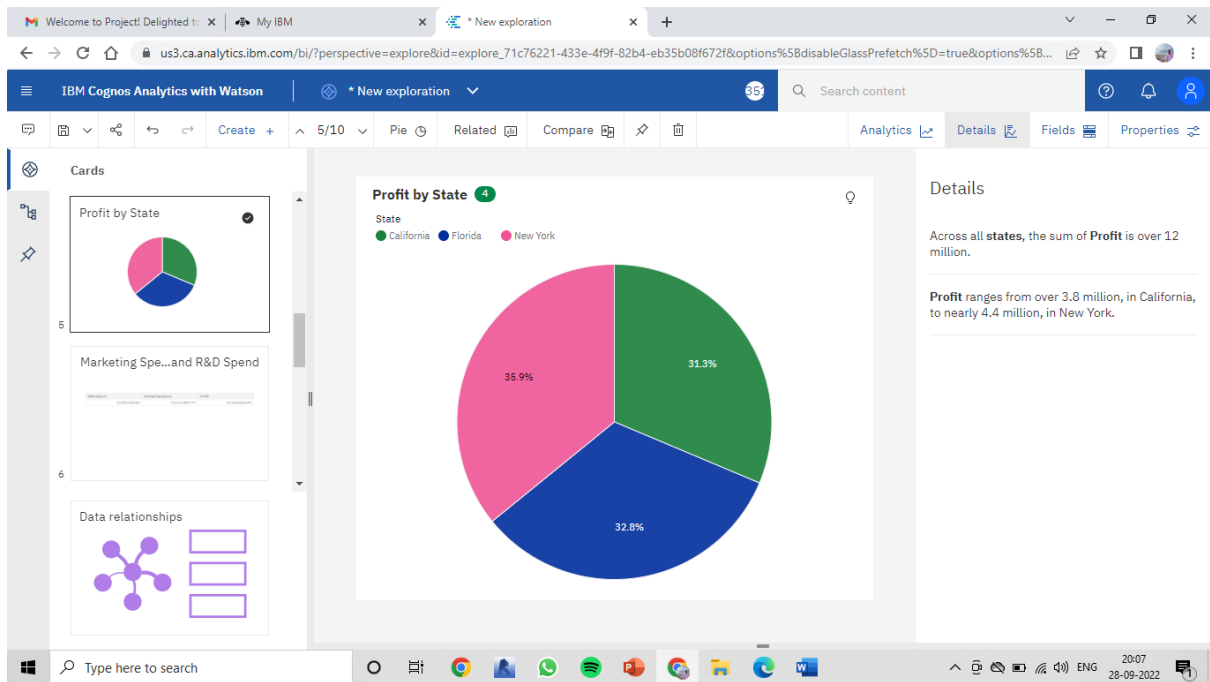 Welcome to Project! Delighted to
My IBM
* New exploration
us3.ca.analytics.ibm.com/bi/?perspective=explore&id=explore_71c76221-433e-4f9f-82b4-eb35b08f672f&options%5BdisableGlassPrefetch%5D=true&options%5B...
IBM Cognos Analytics with Watson
* New exploration
Search content
Create +
5/10
Pie
Related
Compare
Analytics
Details
Fields
Properties
Cards
Profit by State
5
Marketing Spe...and R&D Spend
6
Data relationships
Profit by State 4
State
California Florida New York
35.9%
31.3%
32.8%
Details
Across all states, the sum of Profit is over 12
million.
Profit ranges from over 3.8 million, in California,
to nearly 4.4 million, in New York.
Type here to search
ENG
20:07
28-09-2022
1